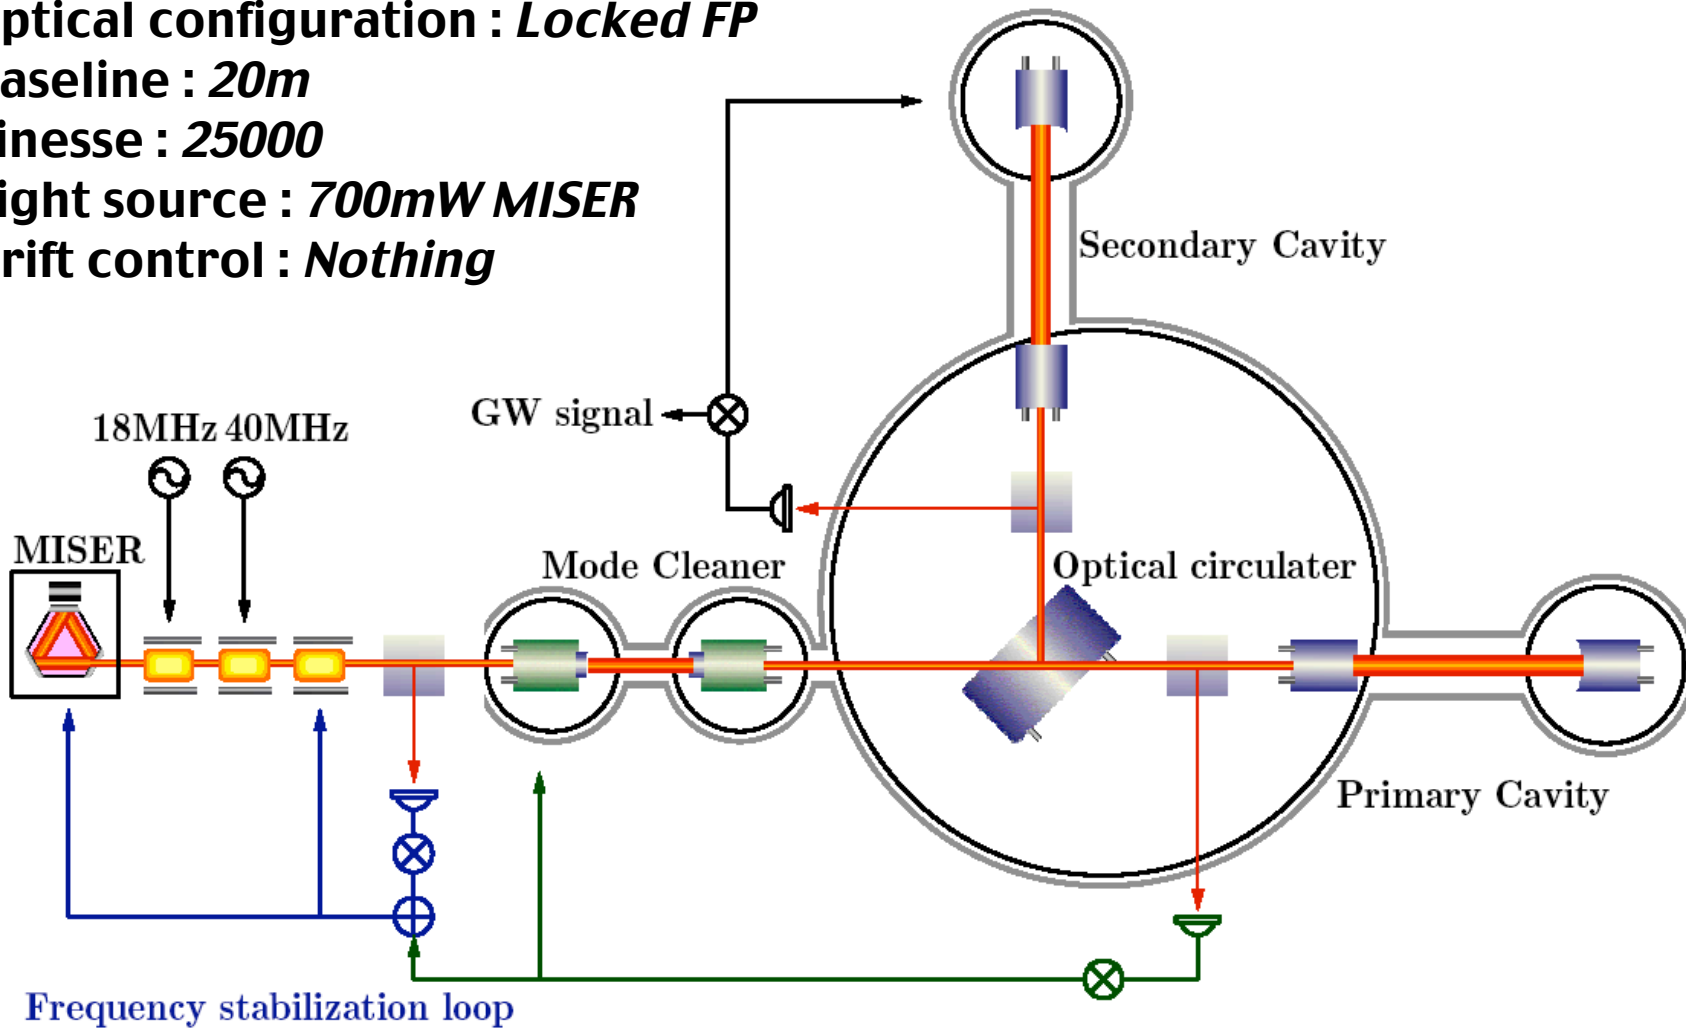 ptical configuration : Locked FP
aseline : 20m
inesse : 25000
ight source : 700mW MISER
rift control : Nothing
Secondary Cavity
GW signal
18MHz 40MHz
MISER
Mode Cleaner
Optical circulater
Primary Cavity
Frequency stabilization loop